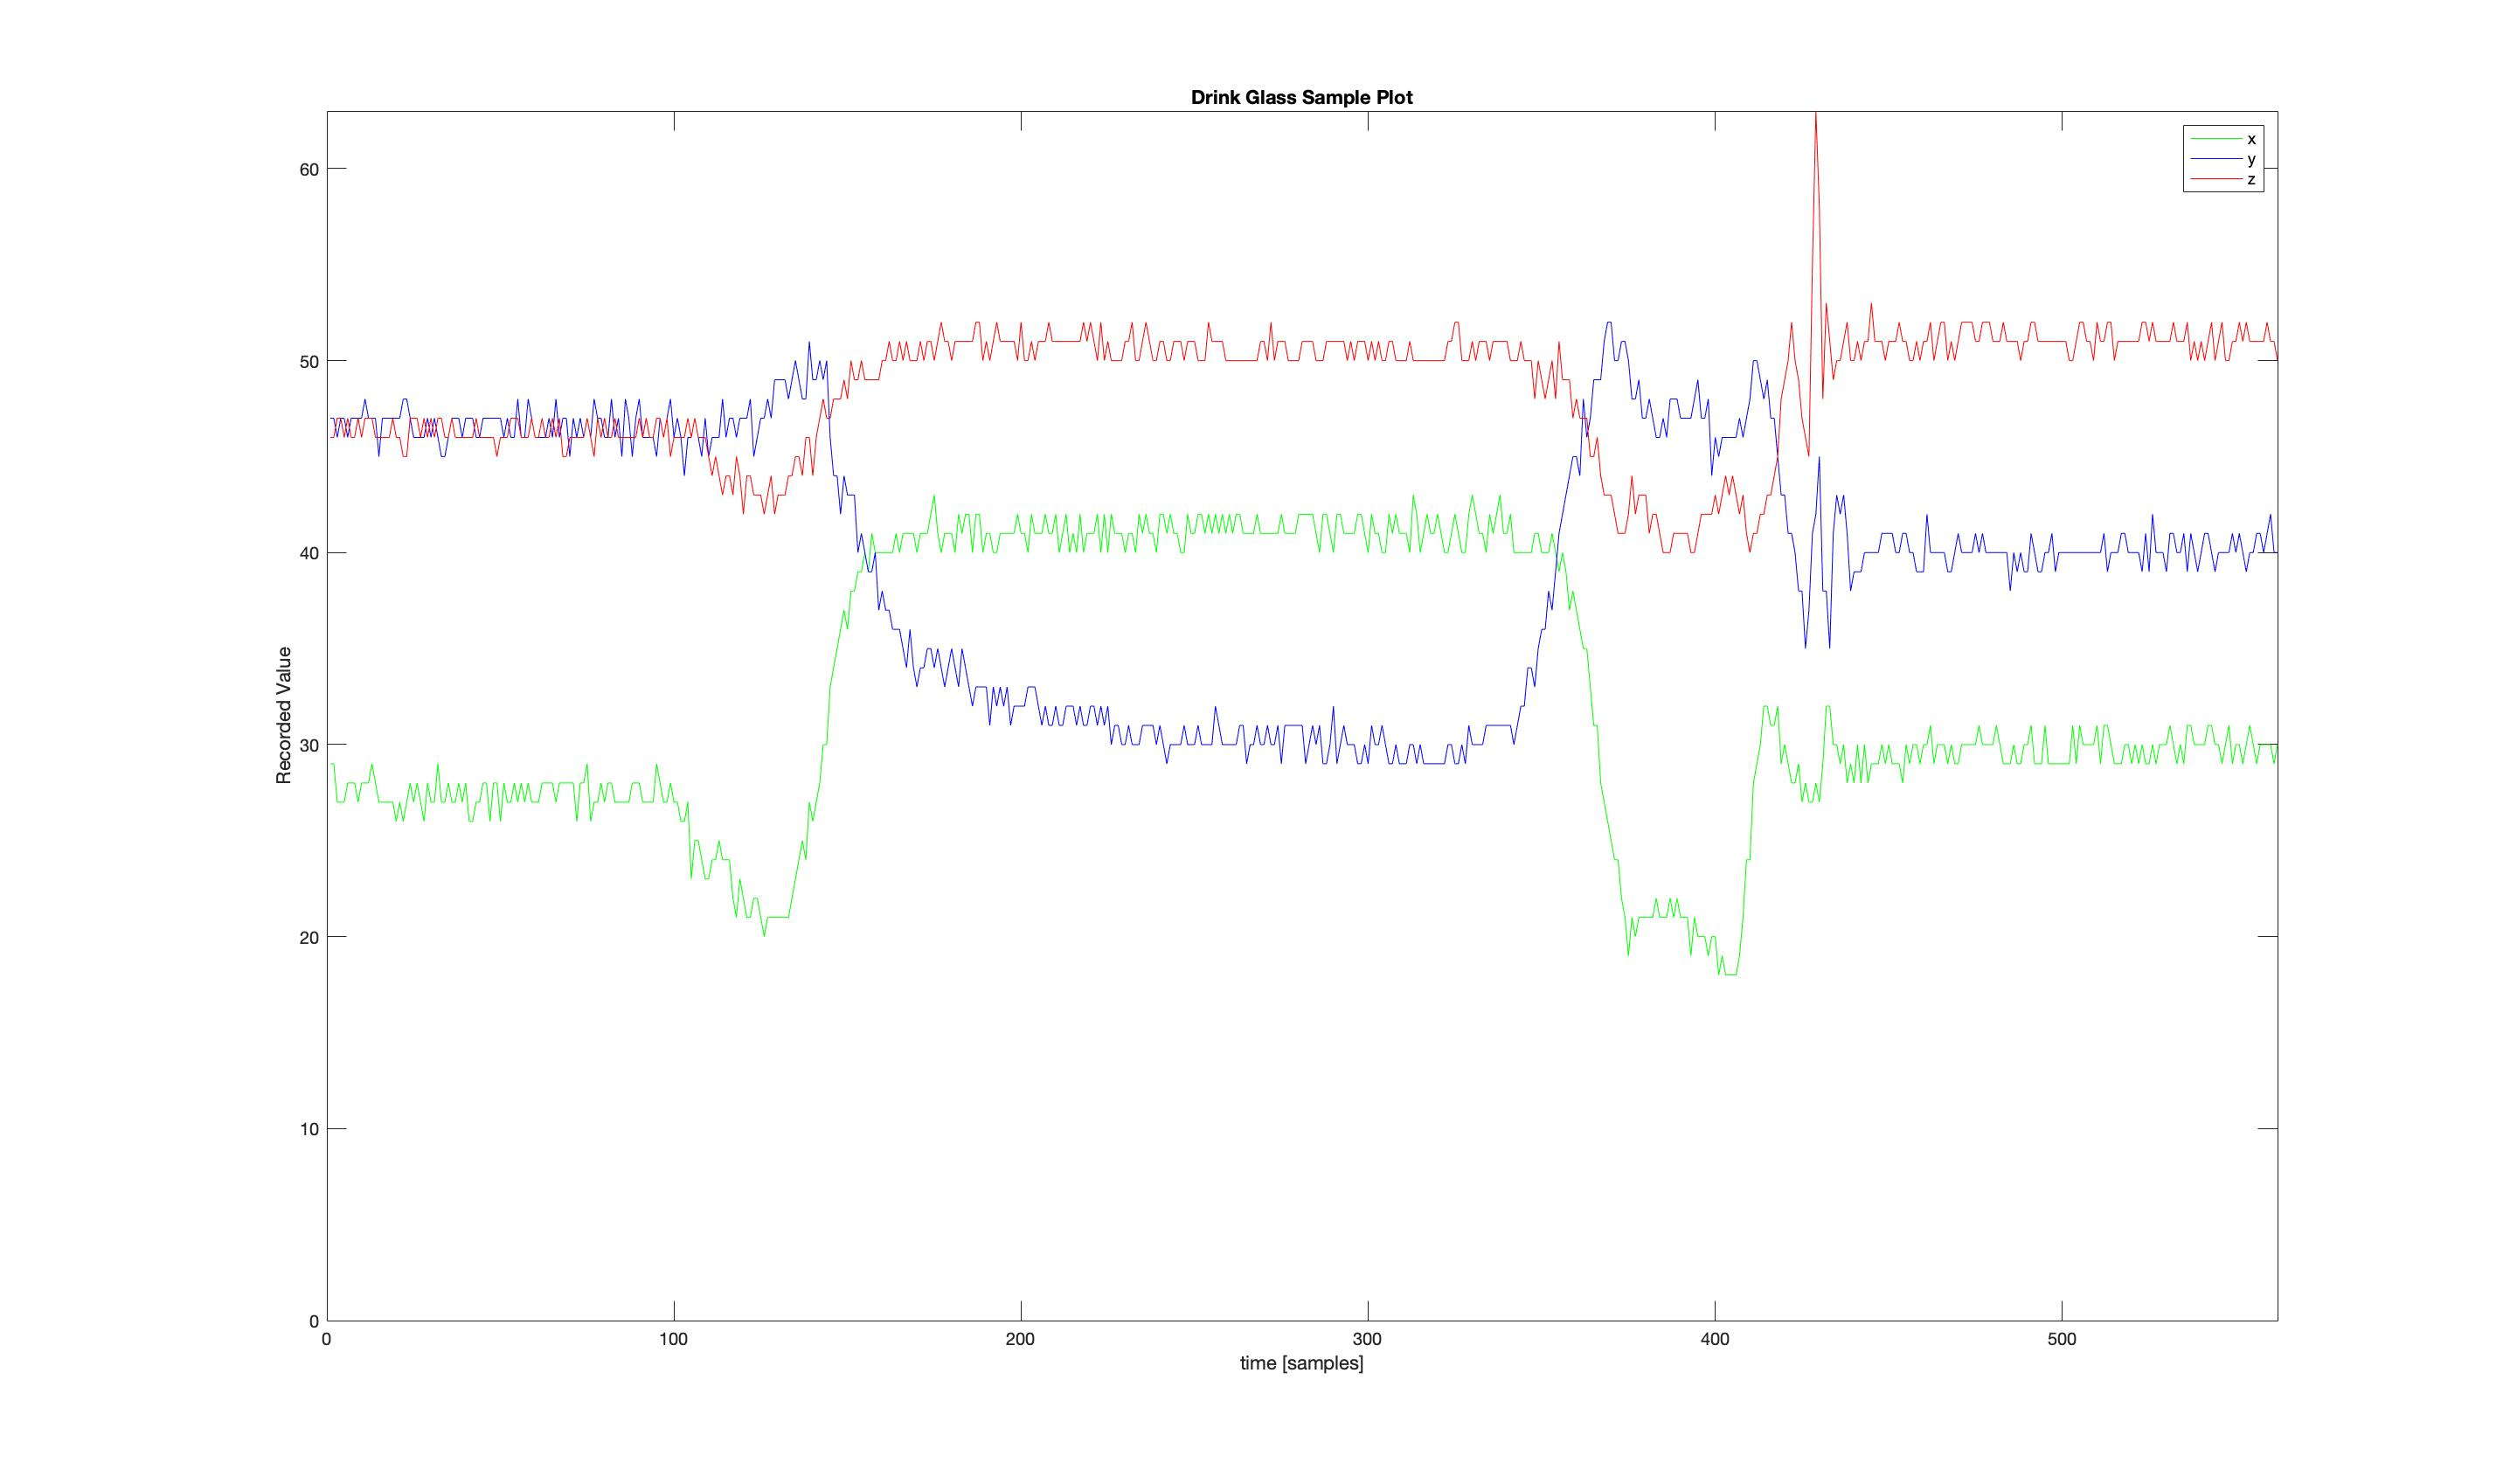 Drink Glass Sample Plot
x
y
z
60
50
40
30
20
10
0
Recorded Value
0 100 200 300 400 500
time [samples]